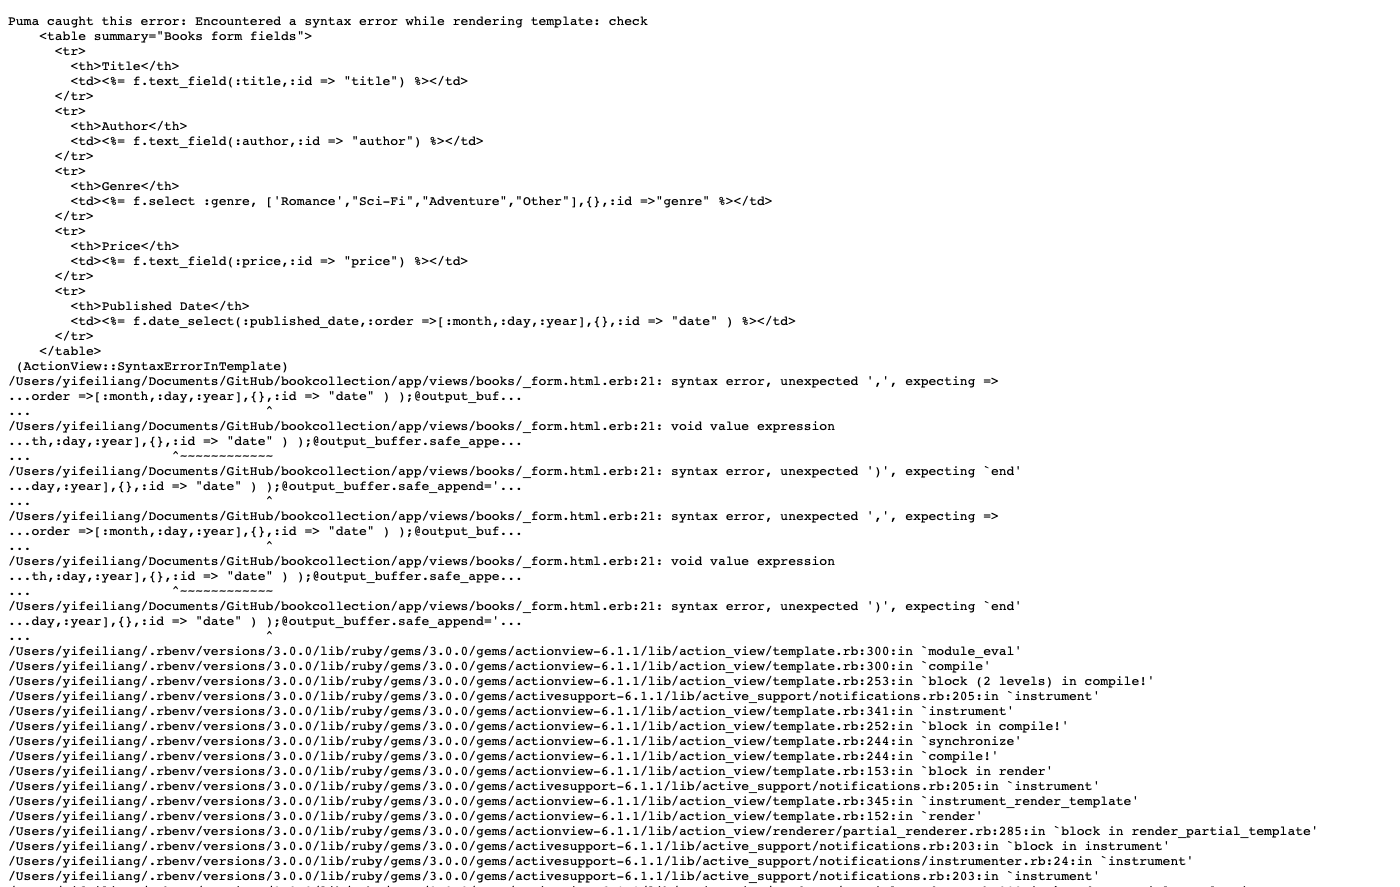 Puma caught this error: Encountered a syntax error while rendering template: check
    <table summary="Books form fields">
      <tr>
        <th>Title</th>
        <td><%= f.text_field(:title,:id => "title") %></td>
      </tr>
      <tr>
        <th>Author</th>
        <td><%= f.text_field(:author,:id => "author") %></td>
      </tr>
      <tr>
        <th>Genre</th>
        <td><%= f.select :genre, ['Romance',"Sci-Fi","Adventure","Other"],{},:id =>"genre" %></td>
      </tr>
      <tr>
        <th>Price</th>
        <td><%= f.text_field(:price,:id => "price") %></td>
      </tr>
      <tr>
        <th>Published Date</th>
        <td><%= f.date_select(:published_date,:order =>[:month,:day,:year],{},:id => "date" ) %></td>
      </tr>
    </table>
 (ActionView::SyntaxErrorInTemplate)
/Users/yifeiliang/Documents/GitHub/bookcollection/app/views/books/_form.html.erb:21: syntax error, unexpected ',', expecting =>
...order =>[:month,:day,:year],{},:id => "date" ) );@output_buf...
...                              ^
/Users/yifeiliang/Documents/GitHub/bookcollection/app/views/books/_form.html.erb:21: void value expression
...th,:day,:year],{},:id => "date" ) );@output_buffer.safe_appe...
...                  ^~~~~~~~~~~~~
/Users/yifeiliang/Documents/GitHub/bookcollection/app/views/books/_form.html.erb:21: syntax error, unexpected ')', expecting `end'
...day,:year],{},:id => "date" ) );@output_buffer.safe_append='...
...                              ^
/Users/yifeiliang/Documents/GitHub/bookcollection/app/views/books/_form.html.erb:21: syntax error, unexpected ',', expecting =>
...order =>[:month,:day,:year],{},:id => "date" ) );@output_buf...
...                              ^
/Users/yifeiliang/Documents/GitHub/bookcollection/app/views/books/_form.html.erb:21: void value expression
...th,:day,:year],{},:id => "date" ) );@output_buffer.safe_appe...
...                  ^~~~~~~~~~~~~
/Users/yifeiliang/Documents/GitHub/bookcollection/app/views/books/_form.html.erb:21: syntax error, unexpected ')', expecting `end'
...day,:year],{},:id => "date" ) );@output_buffer.safe_append='...
...                              ^
/Users/yifeiliang/.rbenv/versions/3.0.0/lib/ruby/gems/3.0.0/gems/actionview-6.1.1/lib/action_view/template.rb:300:in `module_eval'
/Users/yifeiliang/.rbenv/versions/3.0.0/lib/ruby/gems/3.0.0/gems/actionview-6.1.1/lib/action_view/template.rb:300:in `compile'
/Users/yifeiliang/.rbenv/versions/3.0.0/lib/ruby/gems/3.0.0/gems/actionview-6.1.1/lib/action_view/template.rb:253:in `block (2 levels) in compile!'
/Users/yifeiliang/.rbenv/versions/3.0.0/lib/ruby/gems/3.0.0/gems/activesupport-6.1.1/lib/active_support/notifications.rb:205:in `instrument'
/Users/yifeiliang/.rbenv/versions/3.0.0/lib/ruby/gems/3.0.0/gems/actionview-6.1.1/lib/action_view/template.rb:341:in `instrument'
/Users/yifeiliang/.rbenv/versions/3.0.0/lib/ruby/gems/3.0.0/gems/actionview-6.1.1/lib/action_view/template.rb:252:in `block in compile!'
/Users/yifeiliang/.rbenv/versions/3.0.0/lib/ruby/gems/3.0.0/gems/actionview-6.1.1/lib/action_view/template.rb:244:in `synchronize'
/Users/yifeiliang/.rbenv/versions/3.0.0/lib/ruby/gems/3.0.0/gems/actionview-6.1.1/lib/action_view/template.rb:244:in `compile!'
/Users/yifeiliang/.rbenv/versions/3.0.0/lib/ruby/gems/3.0.0/gems/actionview-6.1.1/lib/action_view/template.rb:153:in `block in render'
/Users/yifeiliang/.rbenv/versions/3.0.0/lib/ruby/gems/3.0.0/gems/activesupport-6.1.1/lib/active_support/notifications.rb:205:in `instrument'
/Users/yifeiliang/.rbenv/versions/3.0.0/lib/ruby/gems/3.0.0/gems/actionview-6.1.1/lib/action_view/template.rb:345:in `instrument_render_template'
/Users/yifeiliang/.rbenv/versions/3.0.0/lib/ruby/gems/3.0.0/gems/actionview-6.1.1/lib/action_view/template.rb:152:in `render'
/Users/yifeiliang/.rbenv/versions/3.0.0/lib/ruby/gems/3.0.0/gems/actionview-6.1.1/lib/action_view/renderer/partial_renderer.rb:285:in `block in render_partial_template'
/Users/yifeiliang/.rbenv/versions/3.0.0/lib/ruby/gems/3.0.0/gems/activesupport-6.1.1/lib/active_support/notifications.rb:203:in `block in instrument'
/Users/yifeiliang/.rbenv/versions/3.0.0/lib/ruby/gems/3.0.0/gems/activesupport-6.1.1/lib/active_support/notifications/instrumenter.rb:24:in `instrument'
/Users/yifeiliang/.rbenv/versions/3.0.0/lib/ruby/gems/3.0.0/gems/activesupport-6.1.1/lib/active_support/notifications.rb:203:in `instrument'